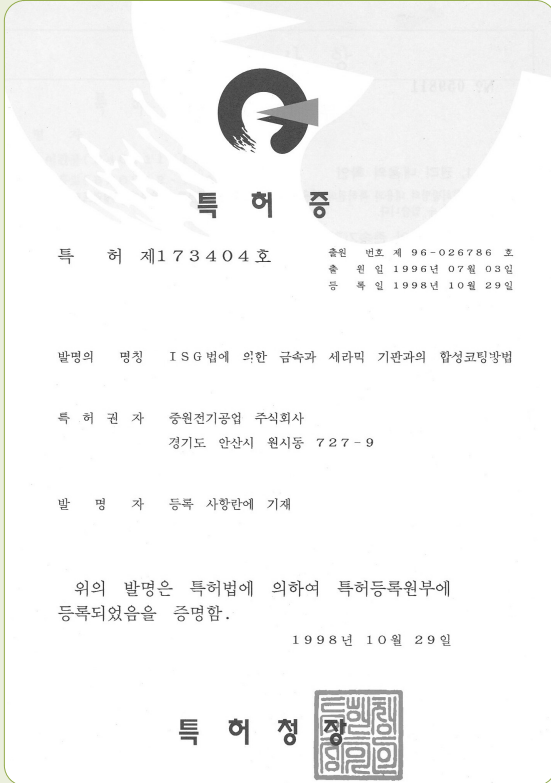 특 허 증
특 허 제173404호
출원 번호 제 96-026786 호
출 원 일 1996년 07월 03일
등 록 일 1998년 10월 29일
발명의 명칭 ISG법에 의한 금속과 세라믹 기판과의 합성코팅방법
특 허 권 자 중원전기공업 주식회사
경기도 안산시 원시동 727-9
발 명 자 등록 사항란에 기재
위의 발명은 특허법에 의하여 특허등록원부에
등록되었음을 증명함.
1998년 10월 29일
특 허 청 장